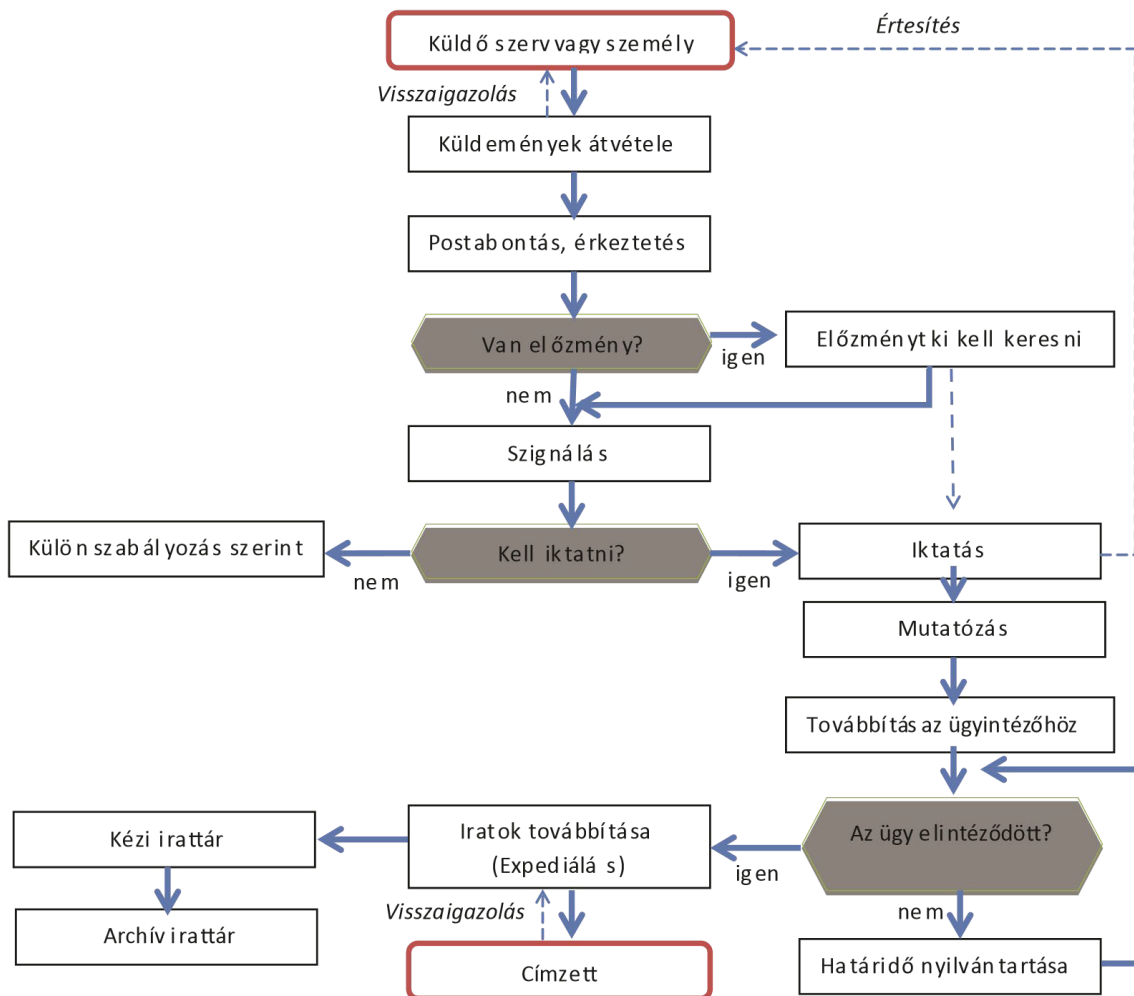 Értesítés
Küldő szerv vagy személy
Visszaigazolás
Küldemények átvétele
Postabontás, érkeztetés
Van előzmény?
igen
Előzményt ki kell keresni
nem
Szignálás
Külön szabályozás szerint
nem
Kell iktatni?
igen
Iktatás
Mutatózás
Továbbítás az ügyintézőhöz
Kézi irattár
Iratok továbbítása
(Expediálás)
igen
Az ügy elintéződött?
Visszaigazolás
nem
Archív irattár
Címzett
Határidő nyilvántartása